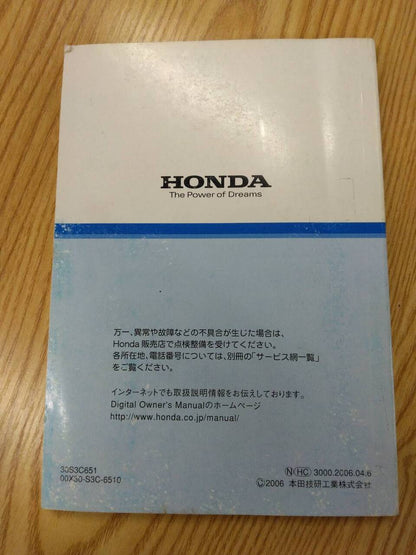 HONDA
The Power of Dreams
万一、異常や故障などの不具合が生じた場合は、
Honda 販売店で点検整備を受けてください。
各所在地、電話番号については、別冊の「サービス網一覧」
をご覧ください。
インターネットでも取扱説明情報をお伝えしております。
Digital Owner's Manualのホームページ
http://www.honda.co.jp/manual/
30S3C651
00X30-S3C-6510
Ⓝ HC 3000.2006.04.6
©2006 本田技研工業株式会社